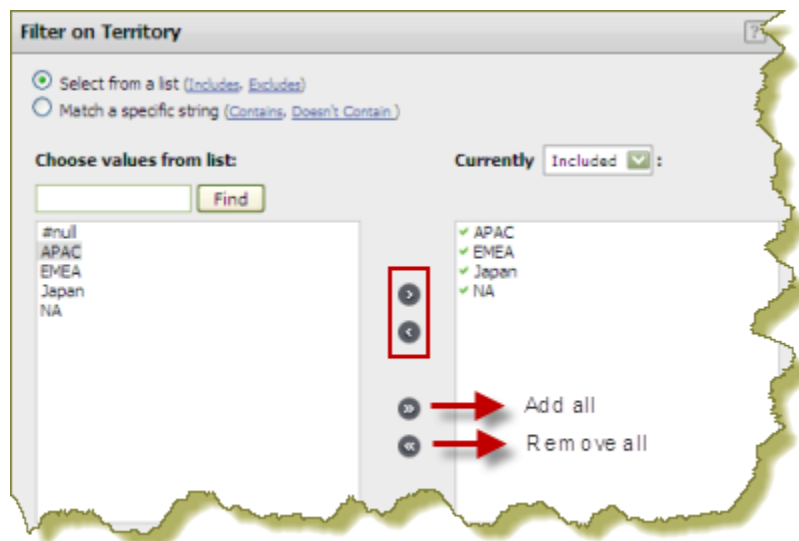 Filter on Territory
?
Select from a list (Includes, Excludes)
Match a specific string (Contains, Doesn't Contain )
Choose values from list:
Currently Included :
Find
#null
APAC
EMEA
Japan
NA
APAC
EMEA
Japan
NA
Add all
Remove all